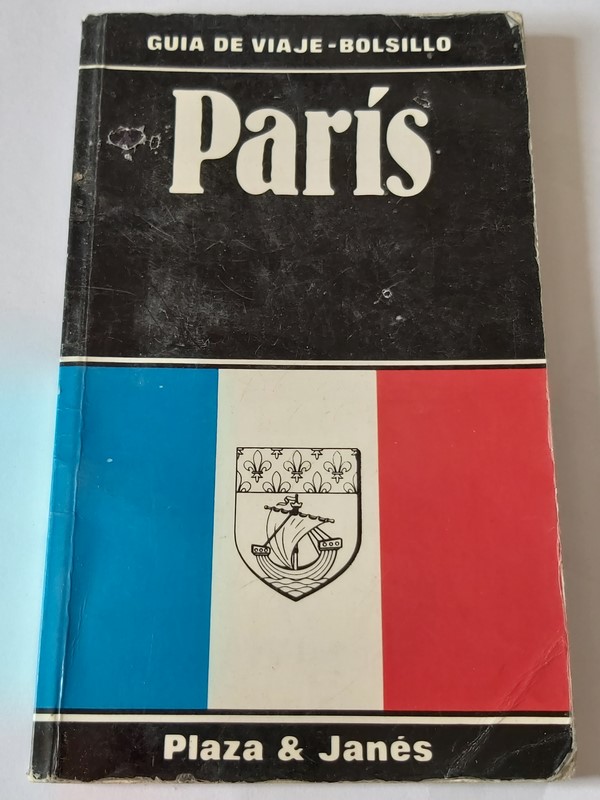 GUIA DE VIAJE-BOLSILLO
París
Plaza & Janés